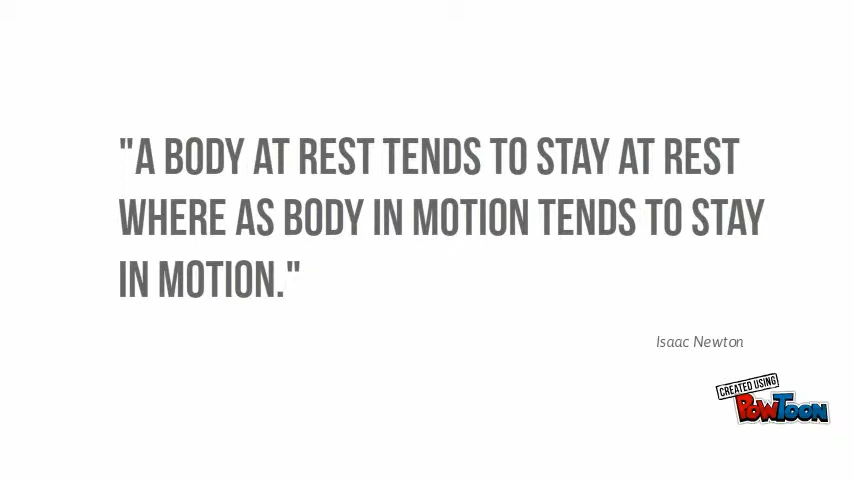 "A BODY AT REST TENDS TO STAY AT REST
WHERE AS BODY IN MOTION TENDS TO STAY
IN MOTION."
Isaac Newton
CREATED USING
POWTOON